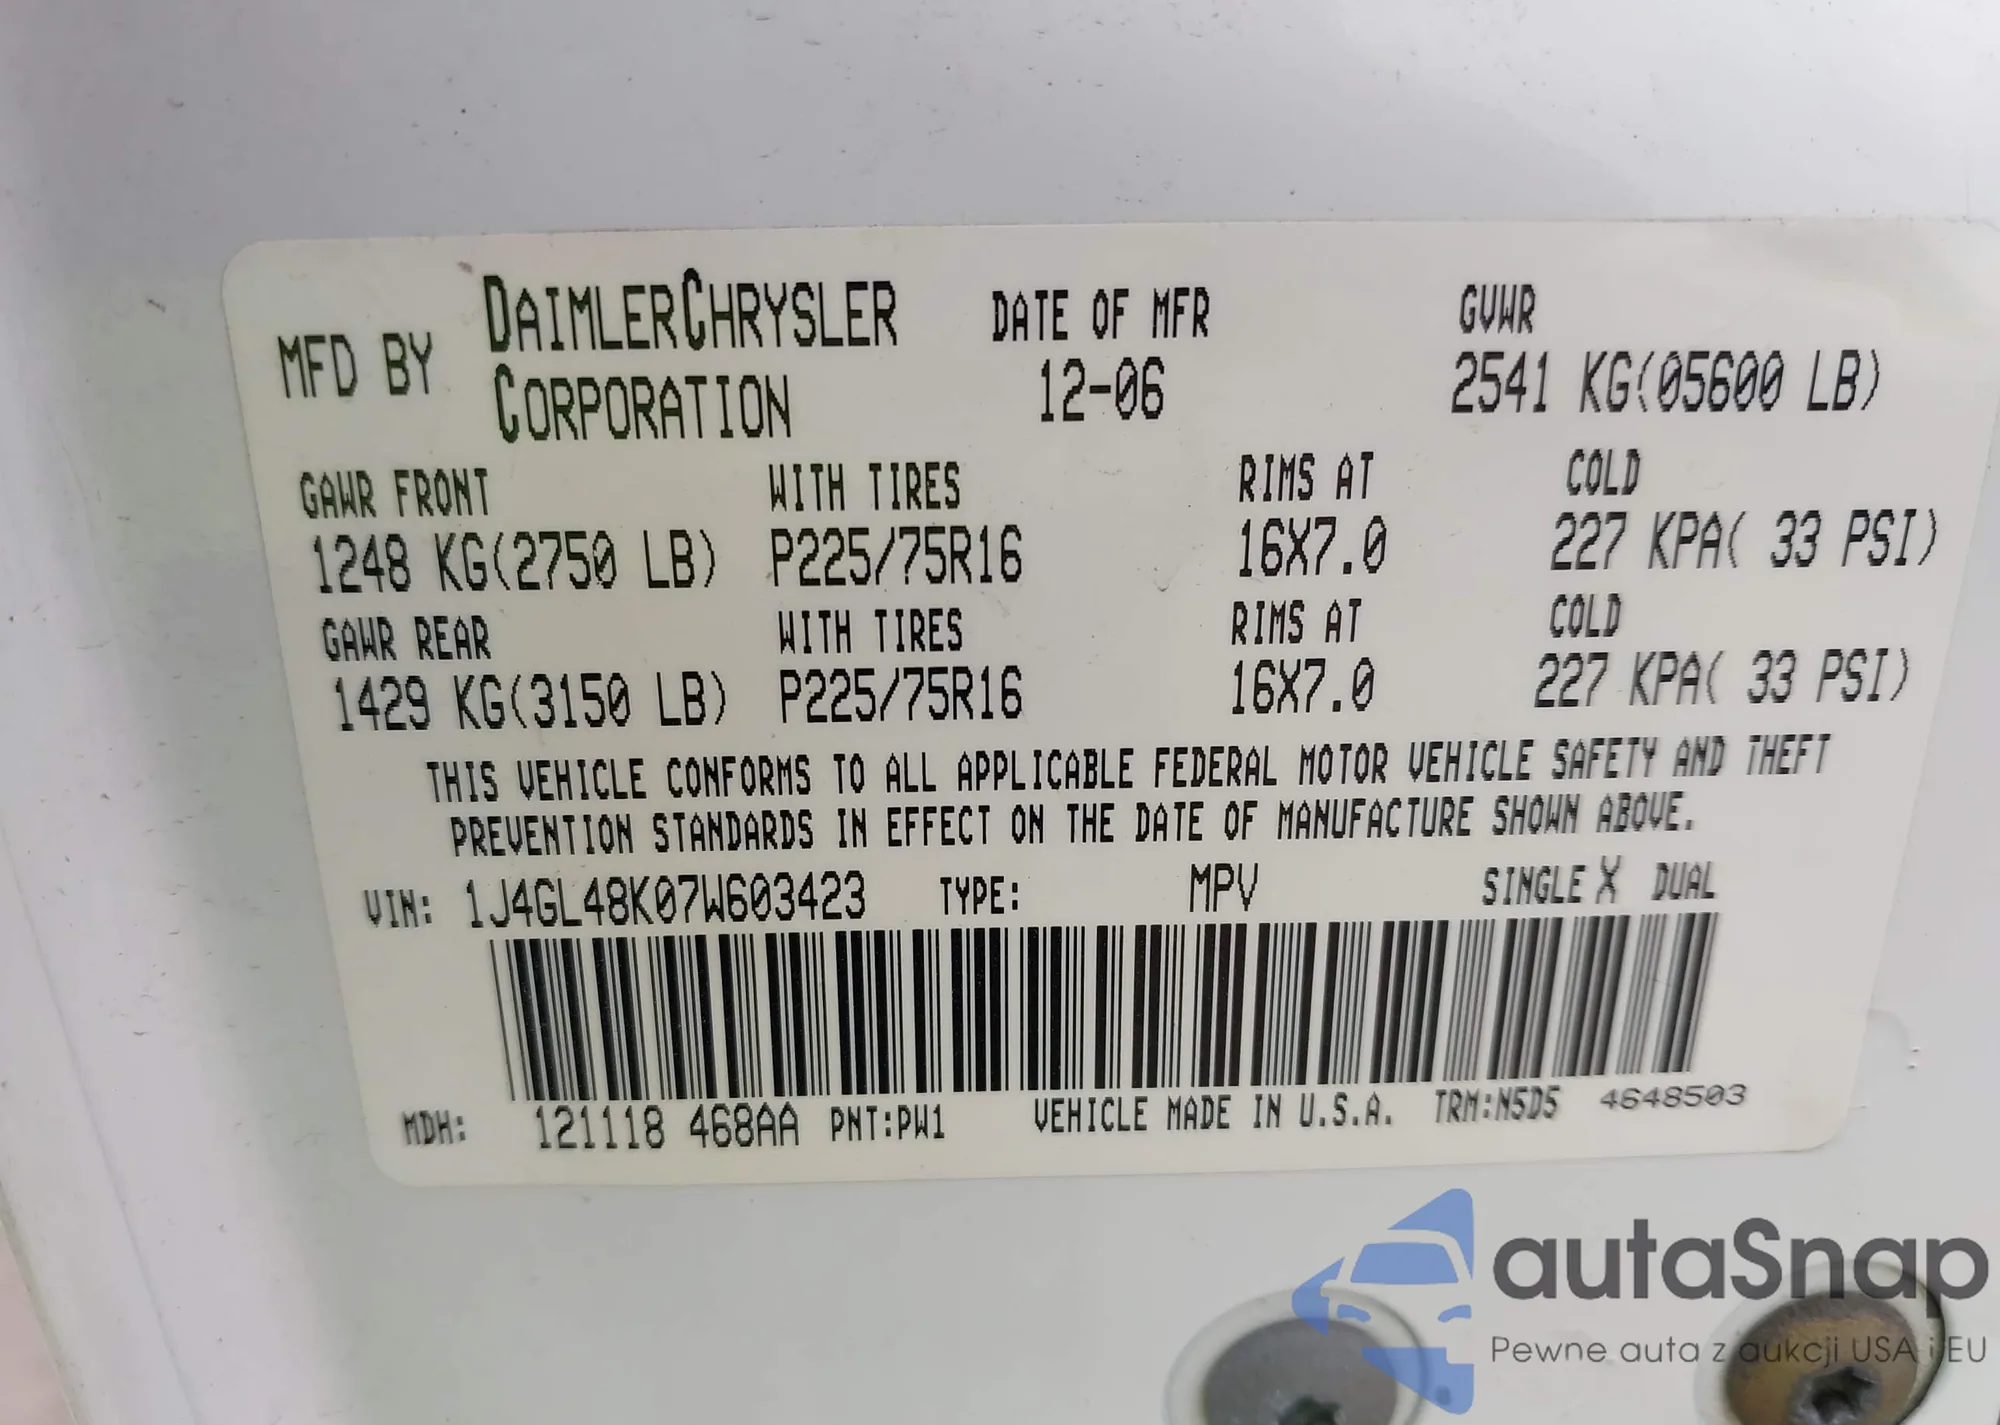 MFD BY DAIMLERCHRYSLER CORPORATION
DATE OF MFR 12-06
GVWR 2541 KG(05600 LB)
GAWR FRONT WITH TIRES RIMS AT COLD
1248 KG(2750 LB) P225/75R16 16X7.0 227 KPA( 33 PSI)
GAWR REAR WITH TIRES RIMS AT COLD
1429 KG(3150 LB) P225/75R16 16X7.0 227 KPA( 33 PSI)
THIS VEHICLE CONFORMS TO ALL APPLICABLE FEDERAL MOTOR VEHICLE SAFETY AND THEFT
PREVENTION STANDARDS IN EFFECT ON THE DATE OF MANUFACTURE SHOWN ABOVE.
VIN: 1J4GL48K07W603423 TYPE: MPV SINGLE X DUAL
MDH: 121118 468AA PNT:PW1 VEHICLE MADE IN U.S.A. TRM:N5D5 4648503
autaSnap
Pewne auta z aukcji USA i EU